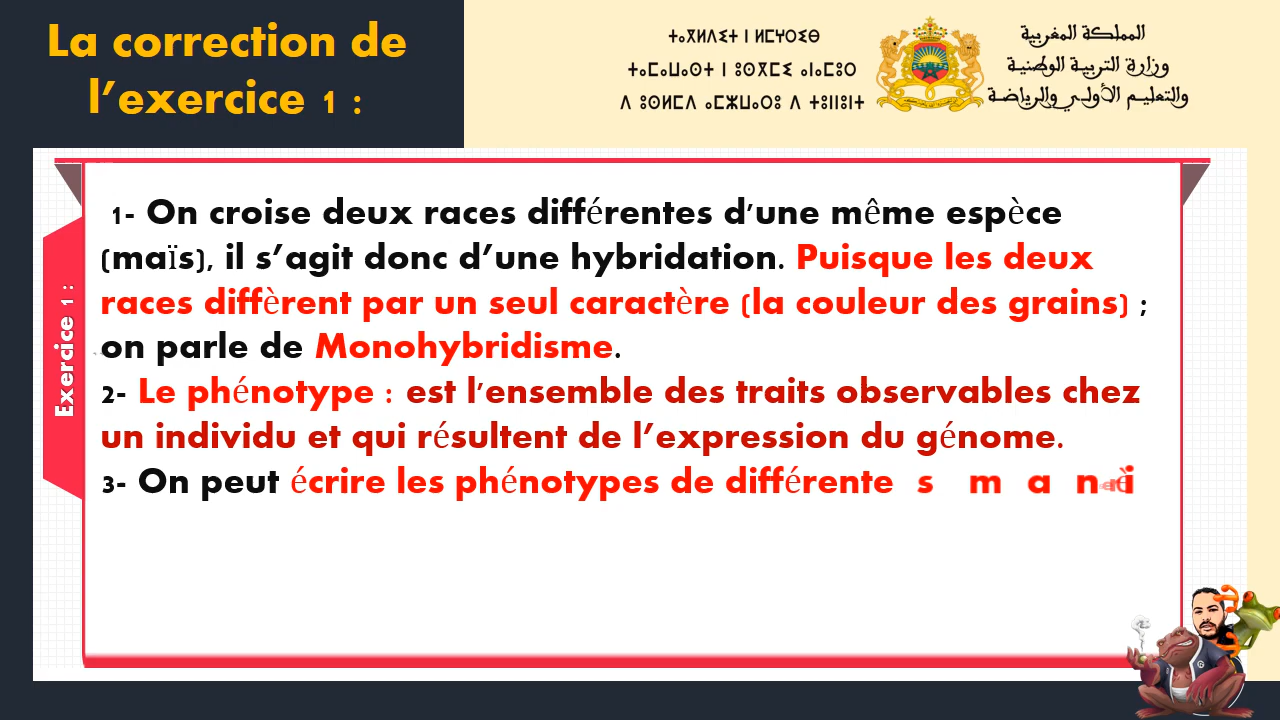 La correction de
l'exercice 1 :
ⵜⴰⴳⵍⴷⵉⵜ ⵏ ⵍⵎⵖⵔⵉⴱ
ⵜⴰⵎⴰⵡⴰⵙⵜ ⵏ ⵓⵙⴳⵎⵉ ⴰⵏⴰⵎⵓⵔ
ⴷ ⵓⵙⵍⵎⴷ ⴰⵎⵣⵡⴰⵔⵓ ⴷ ⵜⵓⵏⵏⵓⵏⵜ
المملكة المغربية
وزارة التربية الوطنية
والتعليم الأولي والرياضة
Exercice 1 :
1- On croise deux races différentes d'une même espèce
(maïs), il s'agit donc d'une hybridation. Puisque les deux
races diffèrent par un seul caractère (la couleur des grains) ;
on parle de Monohybridisme.
2- Le phénotype : est l'ensemble des traits observables chez
un individu et qui résultent de l'expression du génome.
3- On peut écrire les phénotypes de différente s m a n i